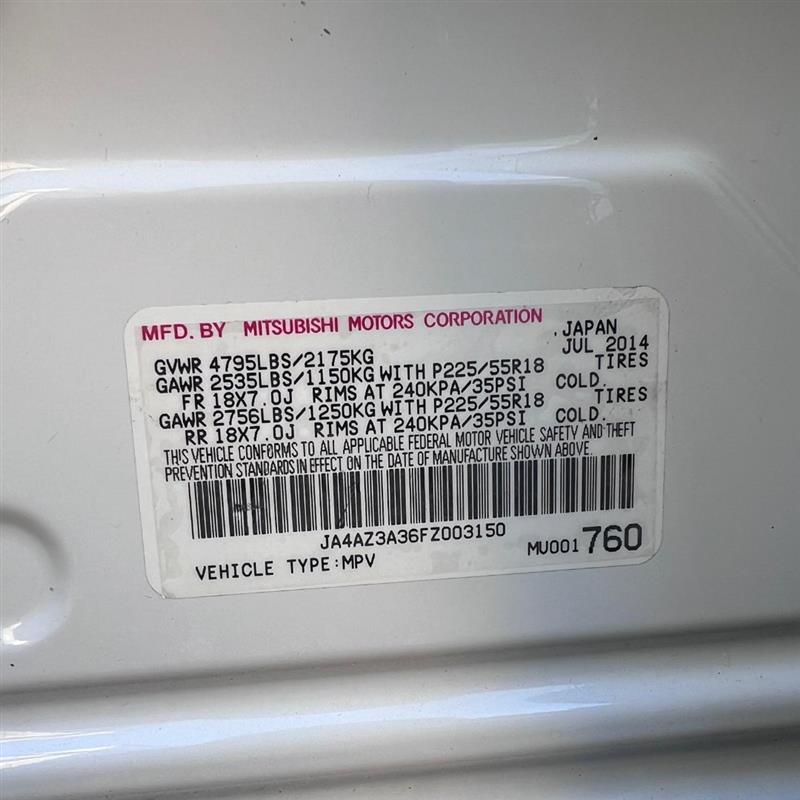 MFD. BY MITSUBISHI MOTORS CORPORATION , JAPAN
GVWR 4795LBS/2175KG JUL 2014
GAWR 2535LBS/1150KG WITH P225/55R18 TIRES
FR 18X7.0J RIMS AT 240KPA/35PSI COLD.
GAWR 2756LBS/1250KG WITH P225/55R18 TIRES
RR 18X7.0J RIMS AT 240KPA/35PSI COLD.
THIS VEHICLE CONFORMS TO ALL APPLICABLE FEDERAL MOTOR VEHICLE SAFETY AND THEFT
PREVENTION STANDARDS IN EFFECT ON THE DATE OF MANUFACTURE SHOWN ABOVE.
JA4AZ3A36FZ003150
VEHICLE TYPE:MPV MU001760